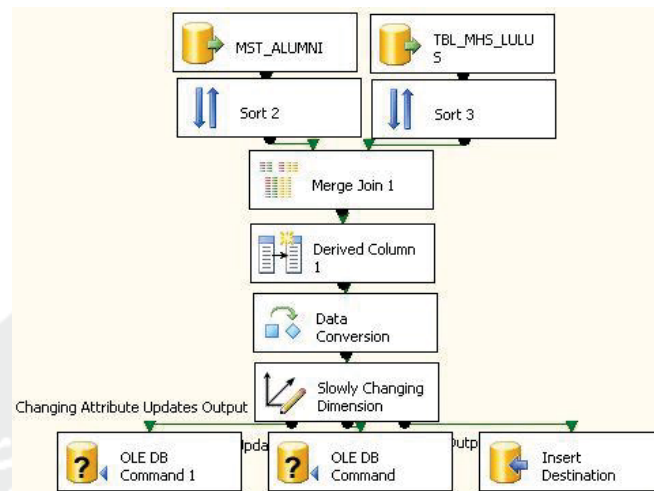 MST_ALUMNI
TBL_MHS_LULU
S
Sort 2
Sort 3
Merge Join 1
Derived Column
1
Data
Conversion
Slowly Changing
Dimension
Changing Attribute Updates Output
OLE DB
Command 1
OLE DB
Command
Insert
Destination